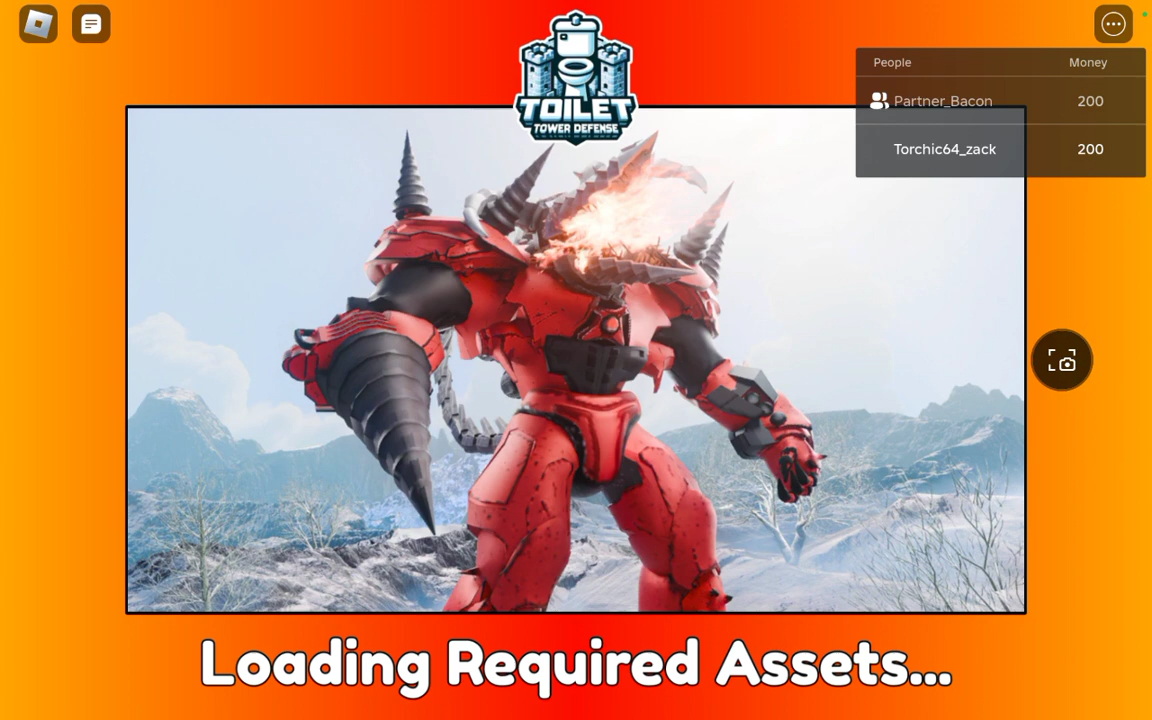 TOILET
TOWER DEFENSE
People Money
Partner_Bacon 200
Torchic64_zack 200
Loading Required Assets...